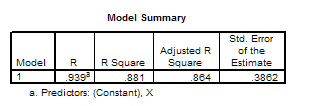 Model Summary
Model R R Square Adjusted R Square Std. Error of the Estimate
1 .939a .881 .864 .3862
a. Predictors: (Constant), X